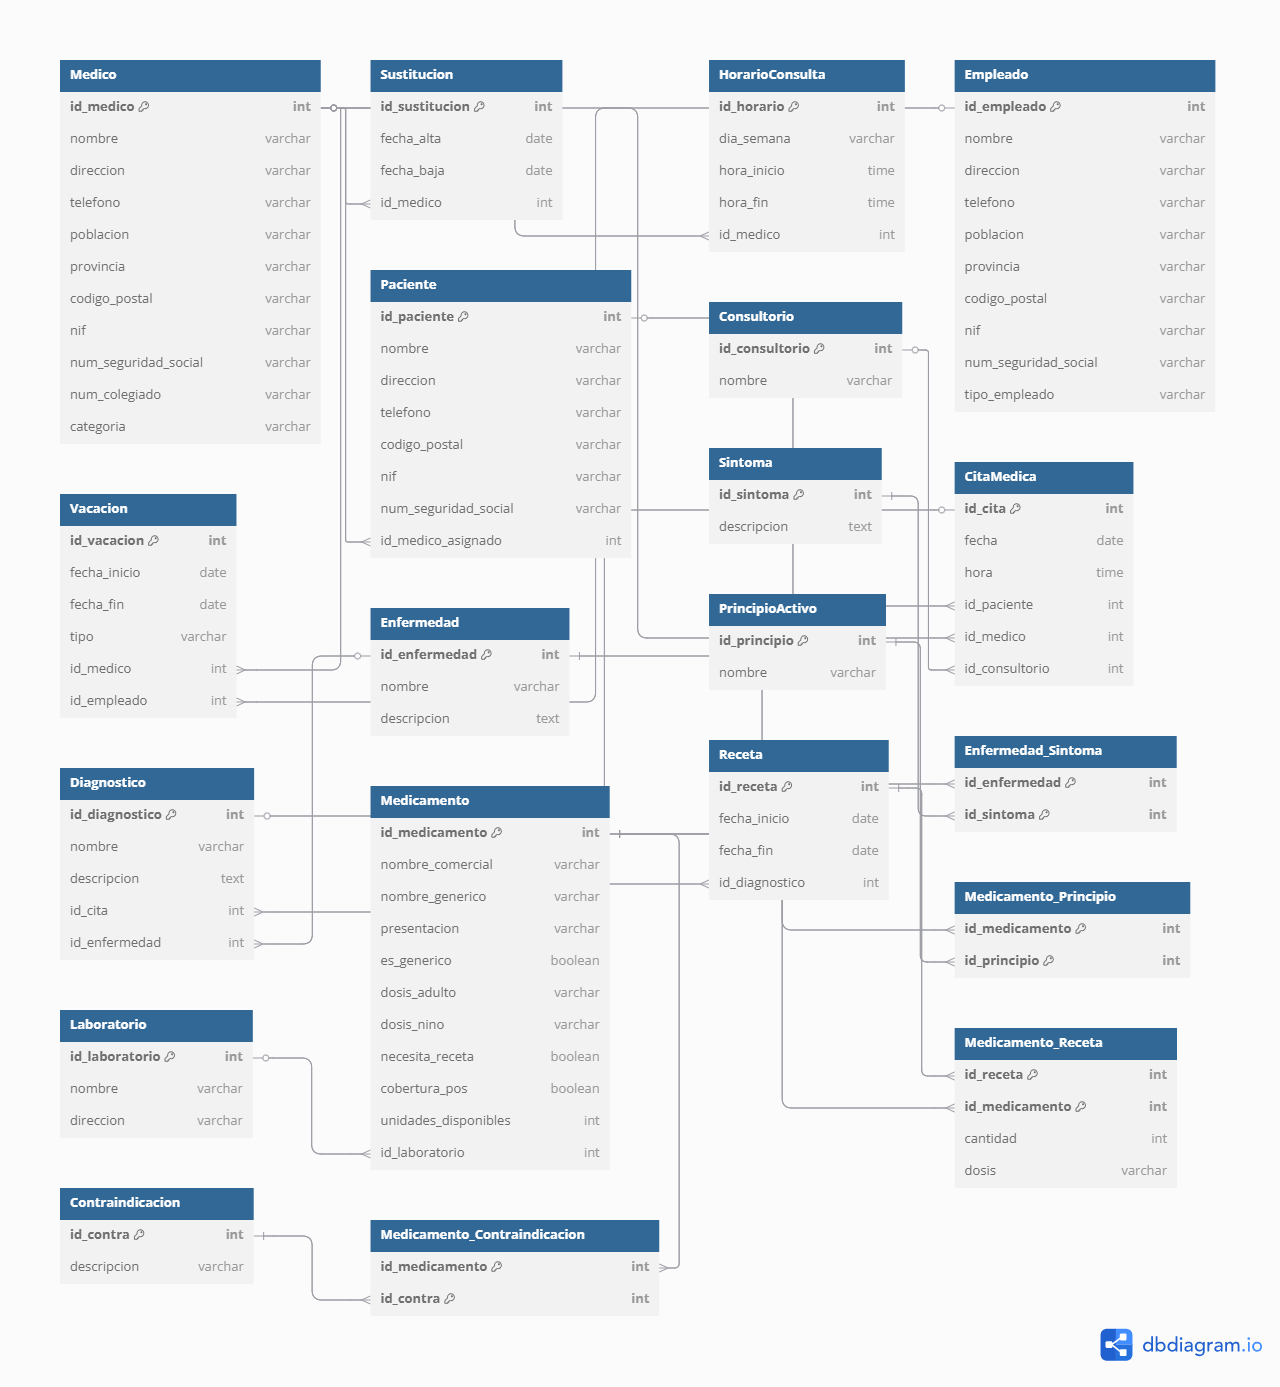 Medico
id_medico int
nombre varchar
direccion varchar
telefono varchar
poblacion varchar
provincia varchar
codigo_postal varchar
nif varchar
num_seguridad_social varchar
num_colegiado varchar
categoria varchar
Vacacion
id_vacacion int
fecha_inicio date
fecha_fin date
tipo varchar
id_medico int
id_empleado int
Diagnostico
id_diagnostico int
nombre varchar
descripcion text
id_cita int
id_enfermedad int
Laboratorio
id_laboratorio int
nombre varchar
direccion varchar
Contraindicacion
id_contra int
descripcion varchar
Sustitucion
id_sustitucion int
fecha_alta date
fecha_baja date
id_medico int
Paciente
id_paciente int
nombre varchar
direccion varchar
telefono varchar
codigo_postal varchar
nif varchar
num_seguridad_social varchar
id_medico_asignado int
Enfermedad
id_enfermedad int
nombre varchar
descripcion text
Medicamento
id_medicamento int
nombre_comercial varchar
nombre_generico varchar
presentacion varchar
es_generico boolean
dosis_adulto varchar
dosis_nino varchar
necesita_receta boolean
cobertura_pos boolean
unidades_disponibles int
id_laboratorio int
Medicamento_Contraindicacion
id_medicamento int
id_contra int
HorarioConsulta
id_horario int
dia_semana varchar
hora_inicio time
hora_fin time
id_medico int
Consultorio
id_consultorio int
nombre varchar
Sintoma
id_sintoma int
descripcion text
PrincipioActivo
id_principio int
nombre varchar
Receta
id_receta int
fecha_inicio date
fecha_fin date
id_diagnostico int
Empleado
id_empleado int
nombre varchar
direccion varchar
telefono varchar
poblacion varchar
provincia varchar
codigo_postal varchar
nif varchar
num_seguridad_social varchar
tipo_empleado varchar
CitaMedica
id_cita int
fecha date
hora time
id_paciente int
id_medico int
id_consultorio int
Enfermedad_Sintoma
id_enfermedad int
id_sintoma int
Medicamento_Principio
id_medicamento int
id_principio int
Medicamento_Receta
id_receta int
id_medicamento int
cantidad int
dosis varchar
dbdiagram.io